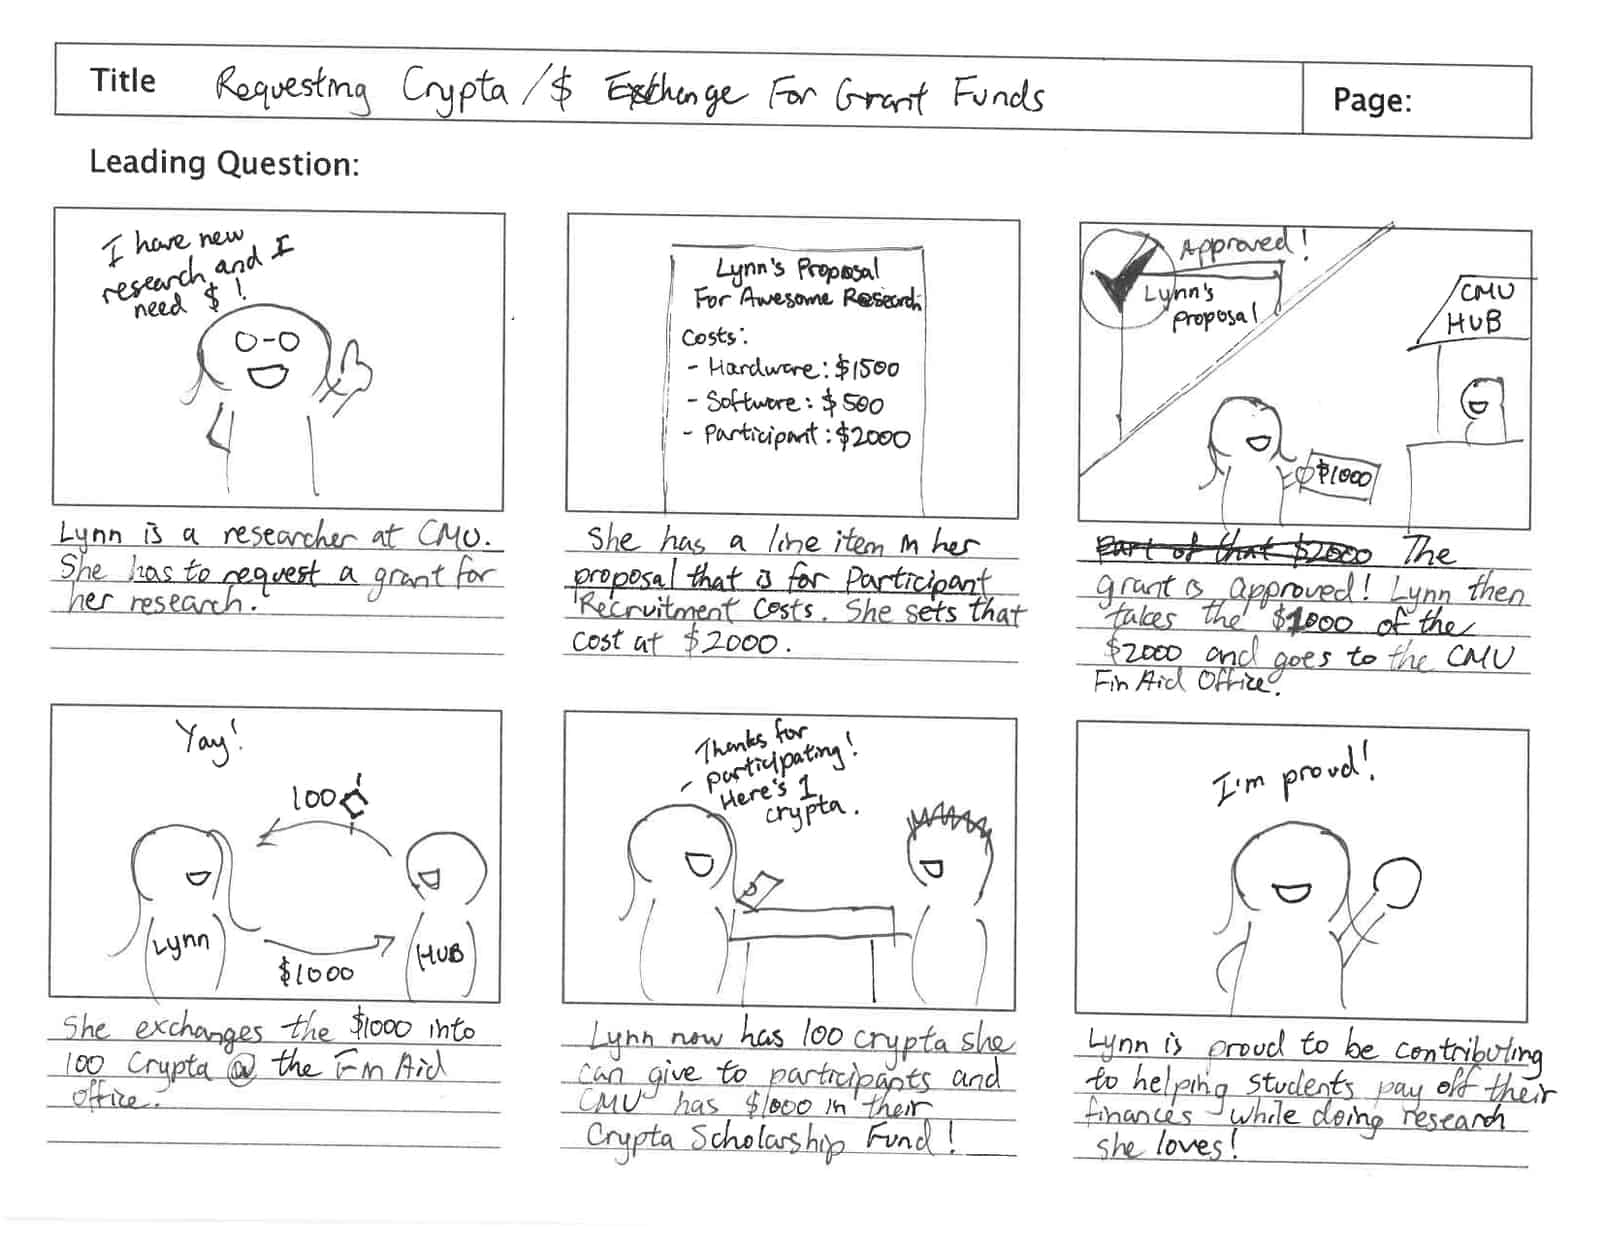 Title Requesting Crypta/$ Exchange For Grant Funds
Page:
Leading Question:
I have new
research and I
need $!
Lynn is a researcher at CMU.
She has to request a grant for
her research.
Lynn's Proposal
For Awesome Research
Costs:
- Hardware: $1500
- Software: $500
- Participant: $2000
She has a line item in her
proposal that is for Participant
Recruitment Costs. She sets that
cost at $2000.
Approved!
Lynn's
Proposal
CMU
HUB
$1000
Part of that $2000 The
grant is approved! Lynn then
takes the $1000 of the
$2000 and goes to the CMU
Fin Aid Office.
Yay!
100
Lynn
HUB
$1000
She exchanges the $1000 into
100 Crypta @ the Fin Aid
office.
Thanks for
participating!
Here's 1
crypta.
Lynn now has 100 crypta she
can give to participants and
CMU has $1000 in their
Crypta Scholarship Fund!
I'm proud!
Lynn is proud to be contributing
to helping students pay off their
finances while doing research
she loves!